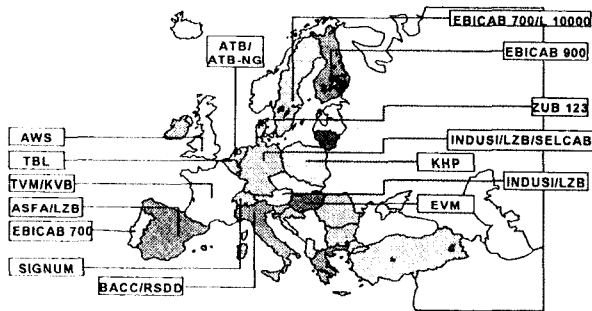 EBICAB 700/L 10000
ATB/
ATB-NG
EBICAB 900
ZUB 123
AWS
INDUSI/LZB/SELCAB
TBL
KHP
TVM/KVB
INDUSI/LZB
ASFA/LZB
EVM
EBICAB 700
SIGNUM
BACC/RSDD